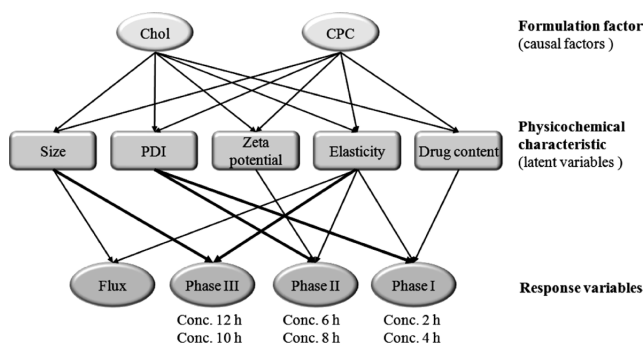 Chol
CPC
Formulation factor
(causal factors )
Size
PDI
Zeta
potential
Elasticity
Drug content
Physicochemical
characteristic
(latent variables )
Flux
Phase III
Phase II
Phase I
Response variables
Conc. 12 h
Conc. 6 h
Conc. 2 h
Conc. 10 h
Conc. 8 h
Conc. 4 h